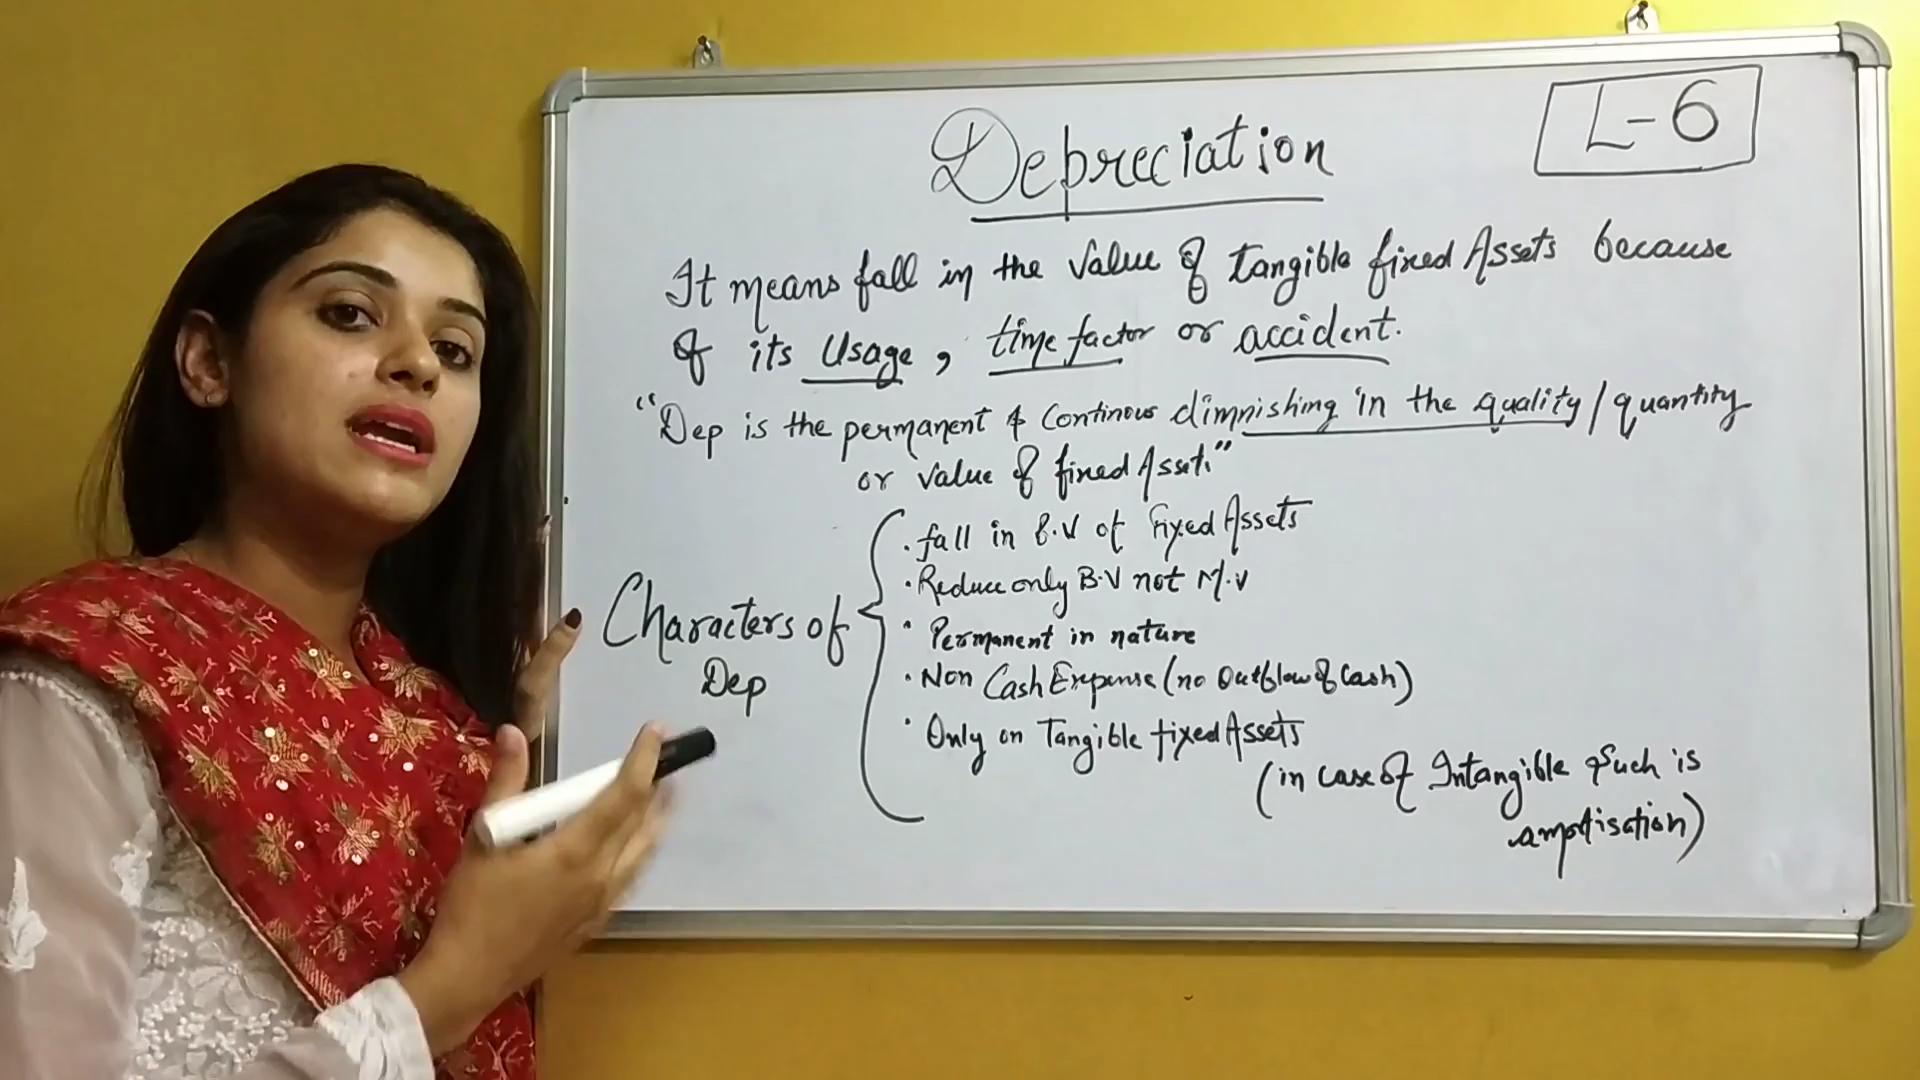 L-6
Depreciation
It means fall in the Value of tangible fixed Assets because
of its Usage, time factor or accident.
"Dep is the permanent & Continous dimnishing in the quality/quantity
or value of fixed Asset."
Characters of
Dep
. fall in B.V of Fixed Assets
. Reduce only B.V not M.V
. Permanent in nature
. Non Cash Expense (no Outflow of Cash)
. Only on Tangible fixed Assets
(in case of Intangible Such is
amortisation)